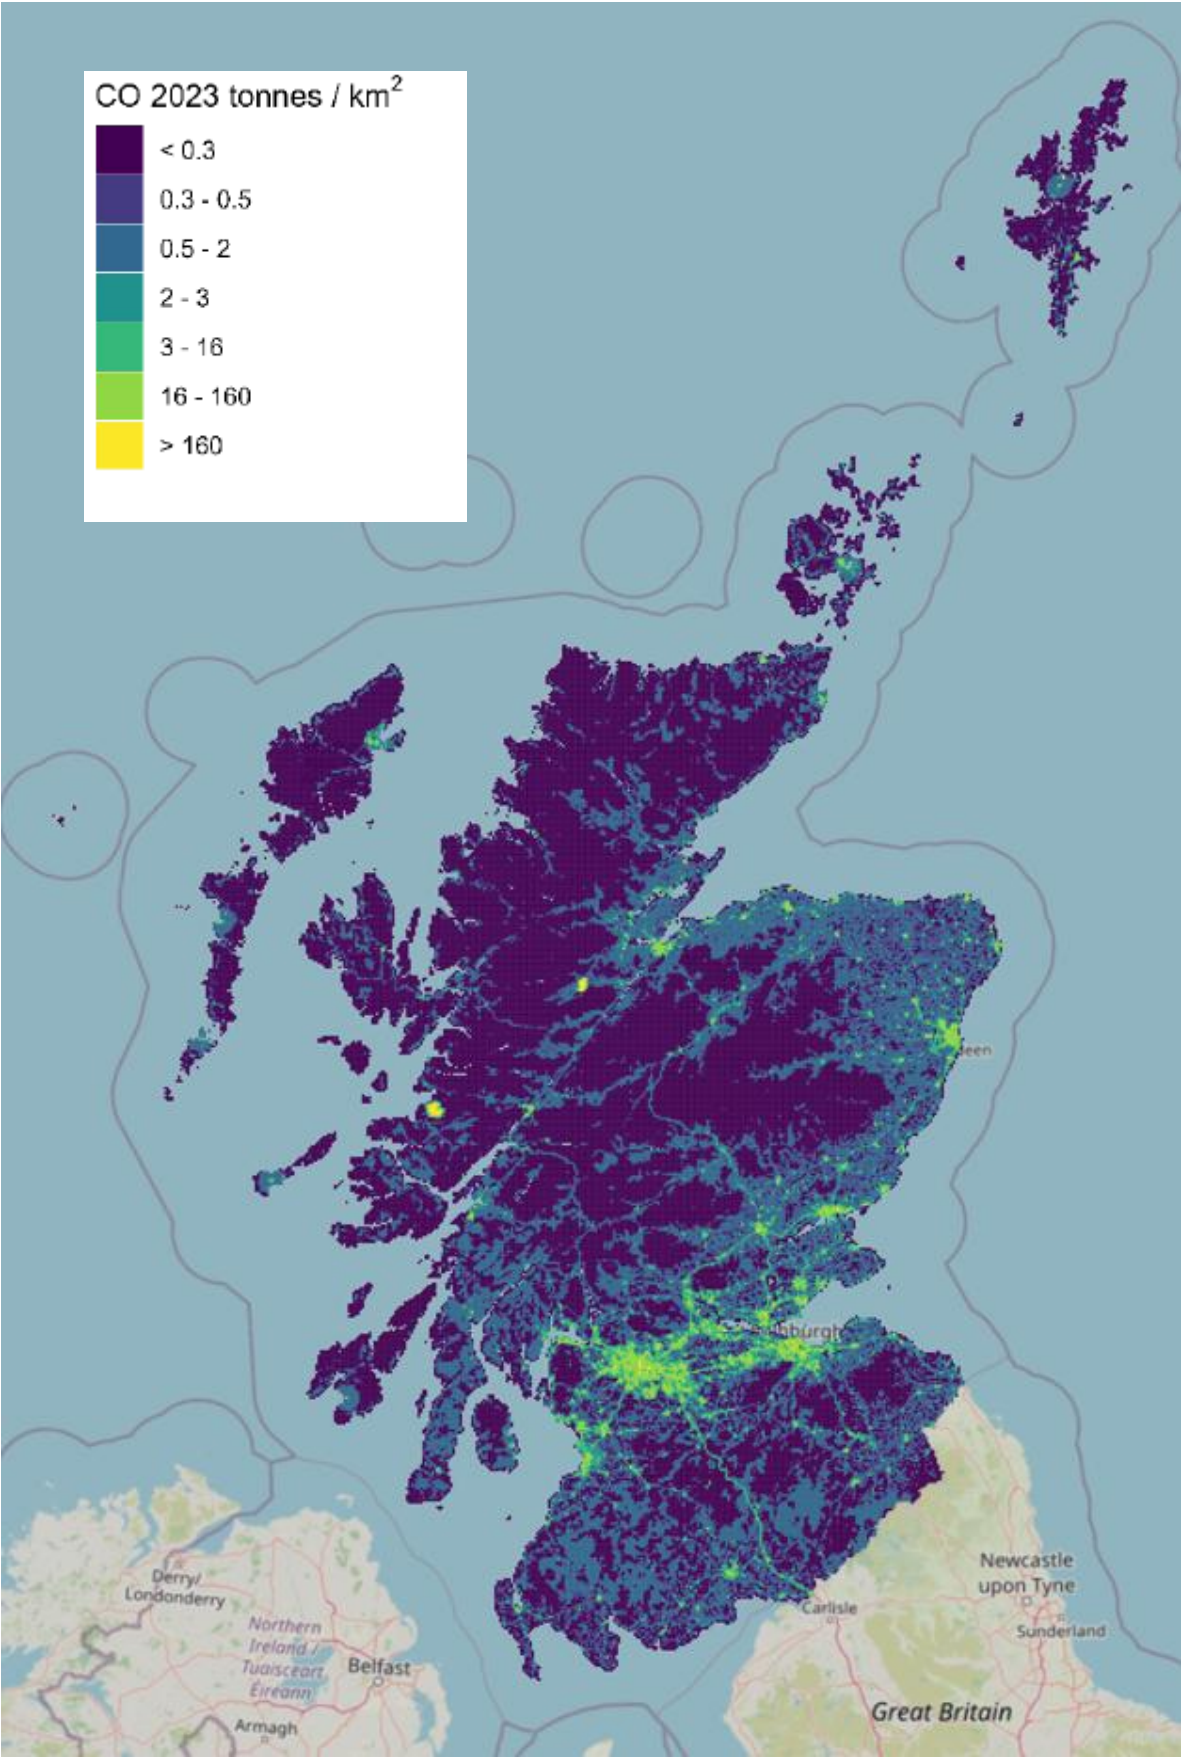 CO 2023 tonnes / km²
< 0.3
0.3 - 0.5
0.5 - 2
2 - 3
3 - 16
16 - 160
> 160
Newcastle
upon Tyne
Derry/
Londonderry
Carlisle
Sunderland
Northern
Ireland /
Tuaisceart
Éireann
Belfast
Great Britain
Armagh